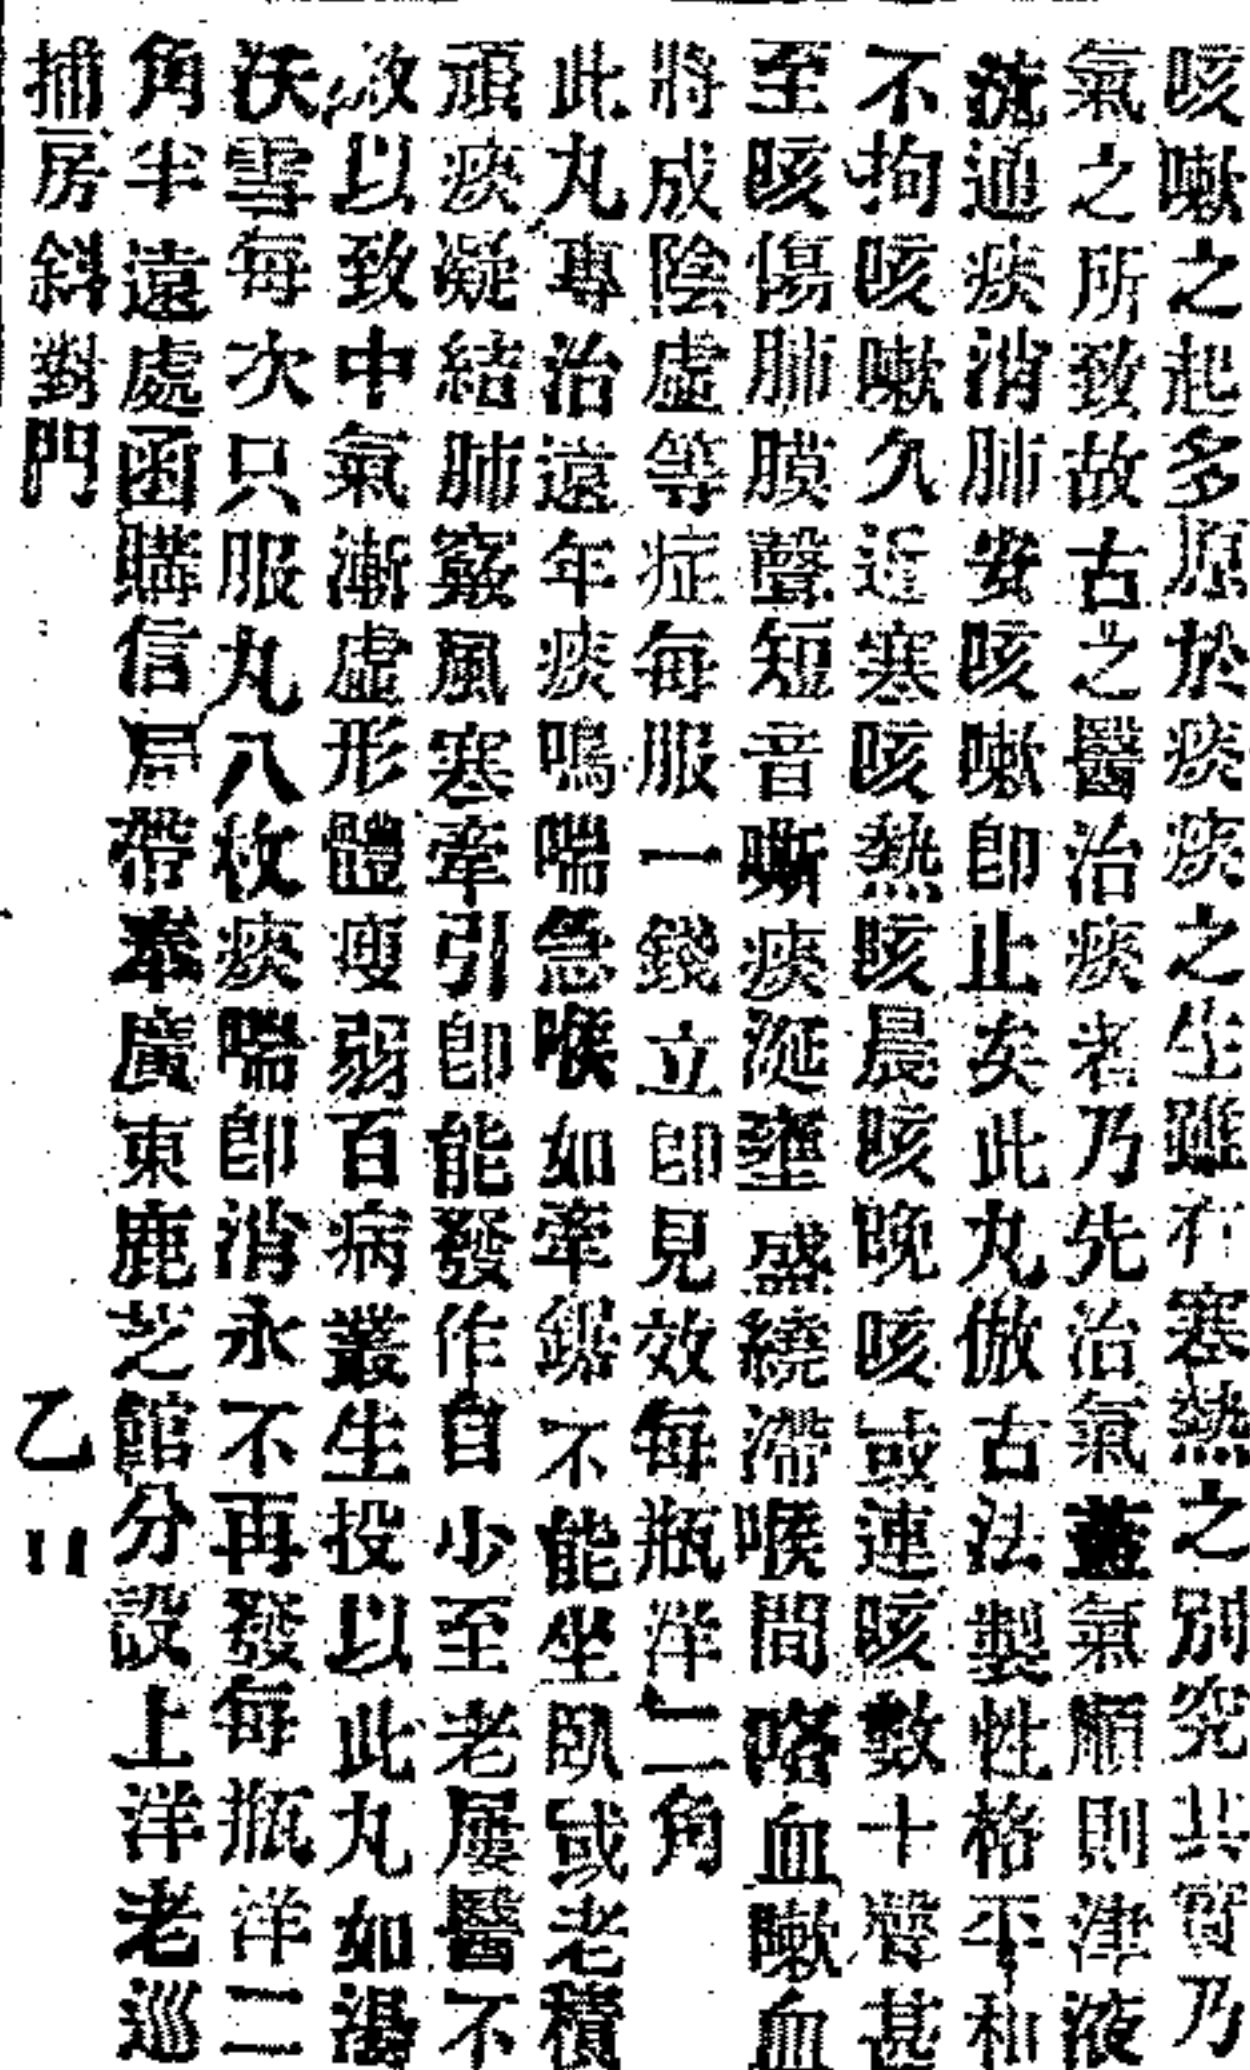 咳嗽之起多原於痰痰之生雖有寒熱之別究其實乃
氣之所致故古之醫治痰者乃先治氣蓋氣順則津液
流通痰消肺安咳嗽卽止矣此丸倣古法製性格平和
不拘咳嗽久近寒咳熱咳晨咳晚咳或連咳數十聲甚
至咳傷肺膜聲短音嘶痰涎壅盛繞滯喉間咯血嗽血
將成陰虛等症每服一錢立卽見效每瓶洋二角
此丸專治遠年痰鳴喘急喉如牽鋸不能坐臥或老積
頑痰凝結肺竅風寒牽引卽能發作自少至老屢醫不
效以致中氣漸虛形體瘦弱百病叢生投以此丸如湯
沃雪每次只服丸八枚痰喘卽消永不再發每瓶洋二
角半遠處函購信局帶奉廣東鹿芝館分設上洋老巡
捕房斜對門 乙